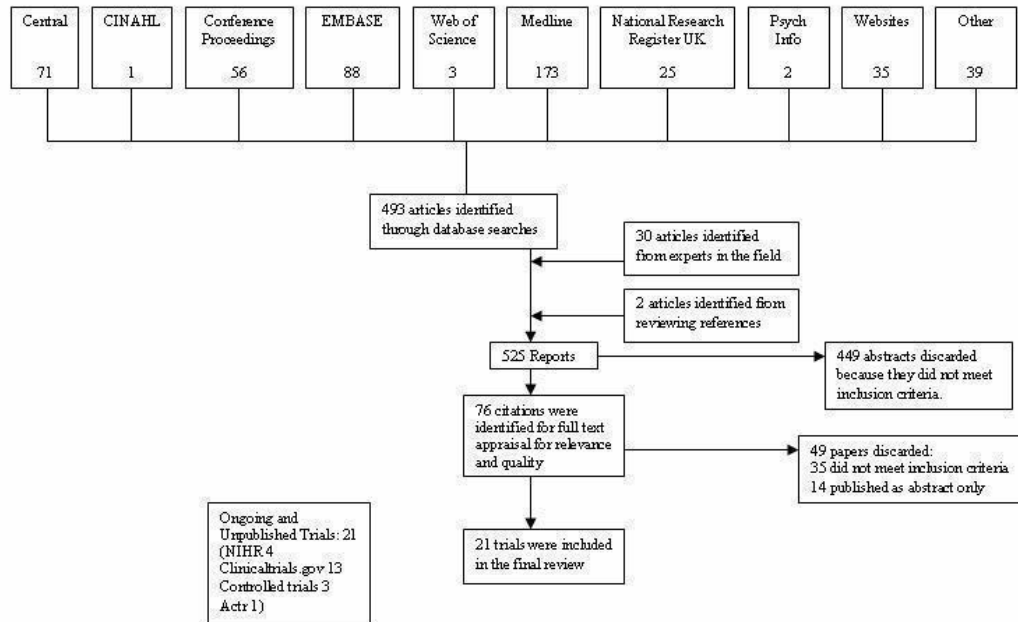 Central
71
CINAHL
1
Conference
Proceedings
56
EMBASE
88
Web of
Science
3
Medline
173
National Research
Register UK
25
Psych
Info
2
Websites
35
Other
39
493 articles identified
through database searches
30 articles identified
from experts in the field
2 articles identified from
reviewing references
525 Reports
449 abstracts discarded
because they did not meet
inclusion criteria.
76 citations were
identified for full text
appraisal for relevance
and quality
49 papers discarded:
35 did not meet inclusion criteria
14 published as abstract only
Ongoing and
Unpublished Trials: 21
(NIHR 4
Clinicaltrials.gov 13
Controlled trials 3
Actr 1)
21 trials were included
in the final review